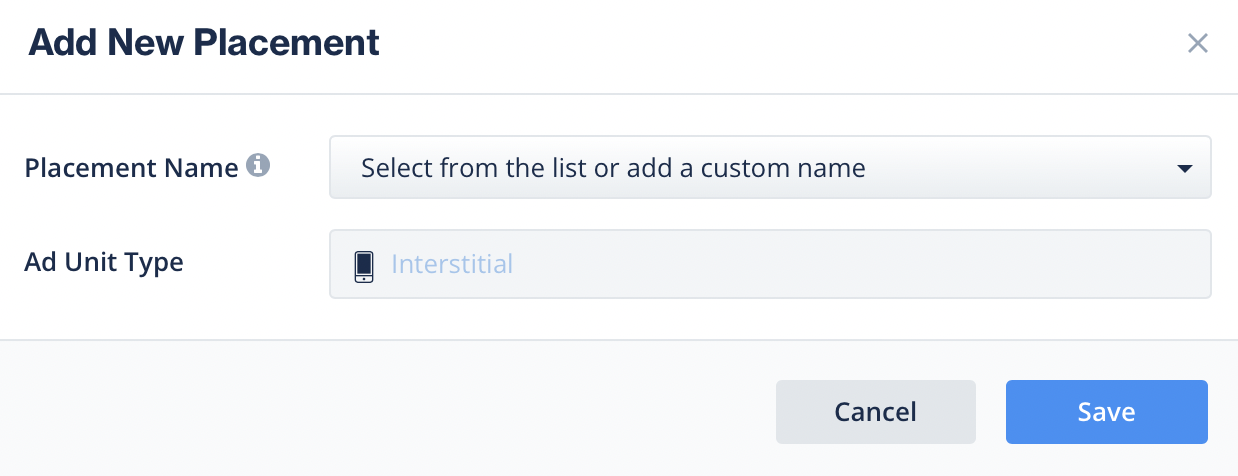 Add New Placement
Placement Name
Select from the list or add a custom name
Ad Unit Type
Interstitial
Cancel
Save